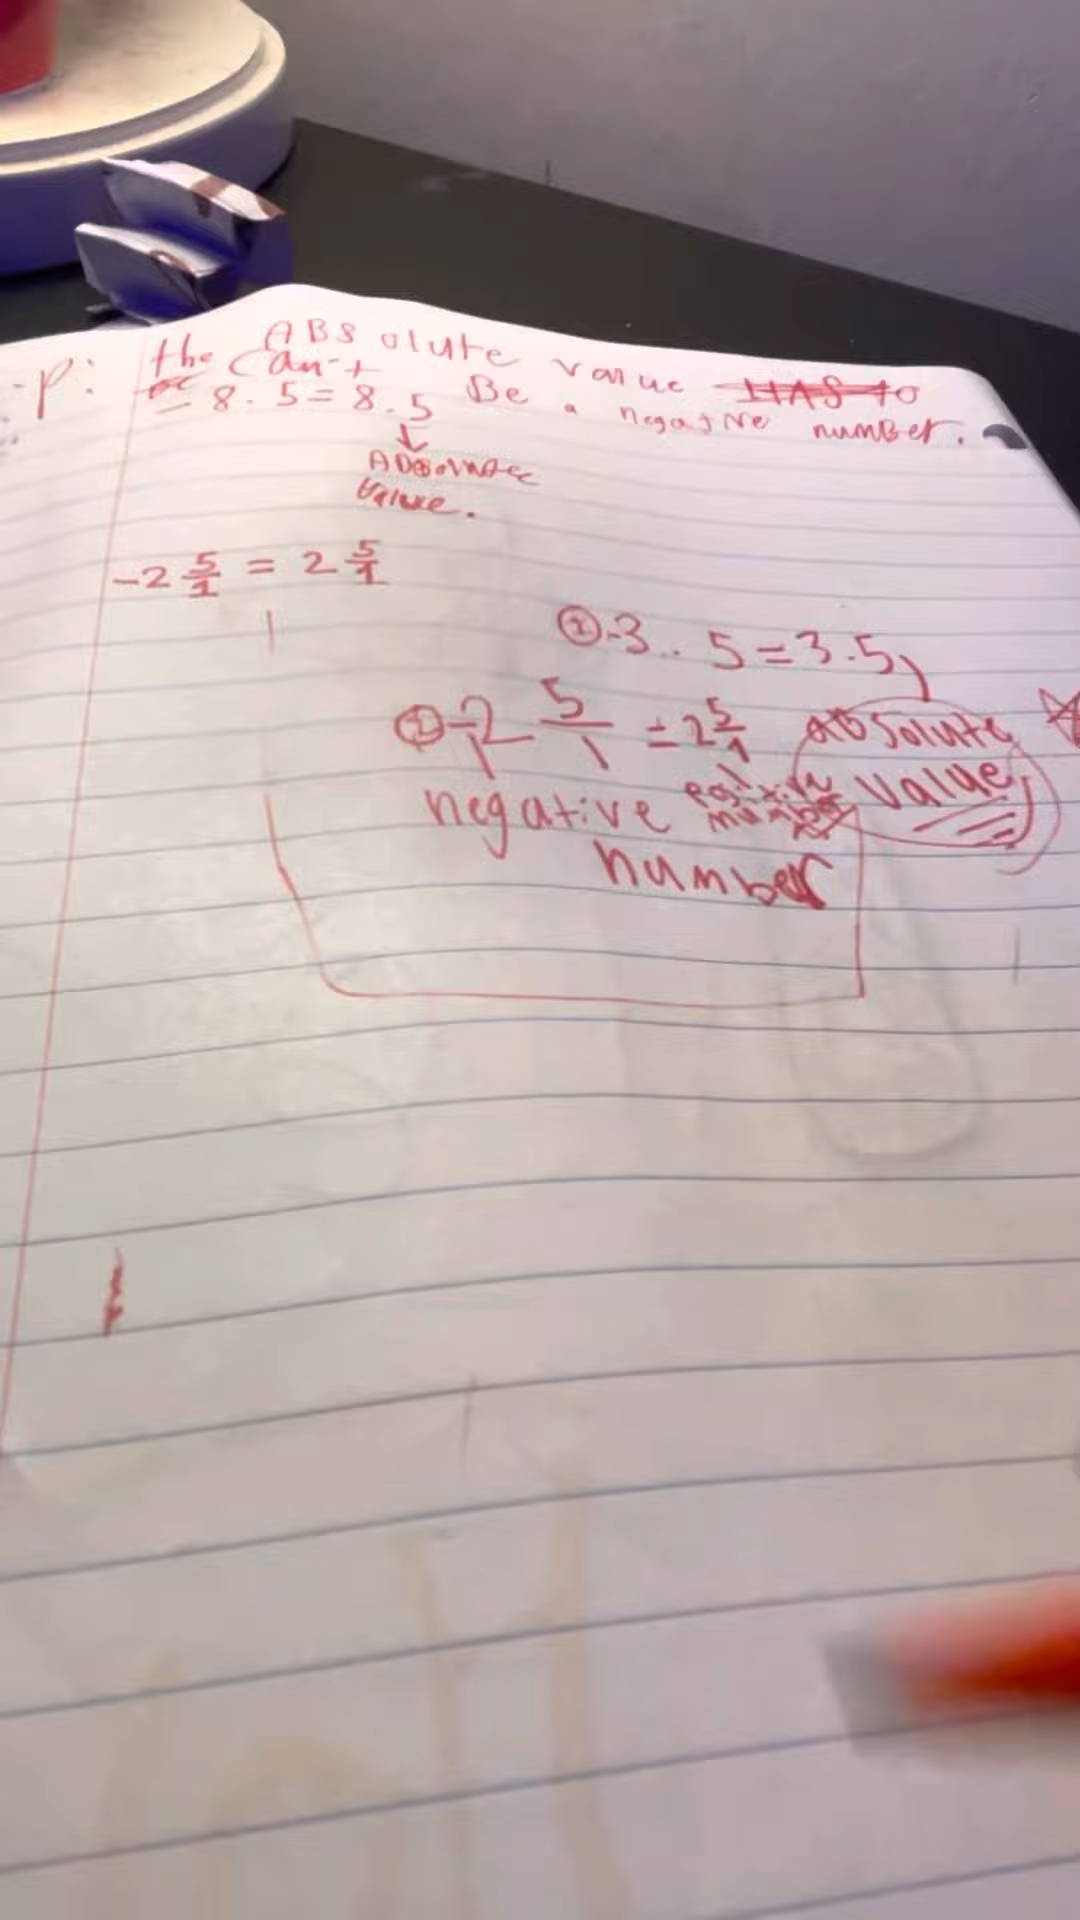 P:
the ABSolute value HAS to
Can't Be a negative number.
-8.5=8.5
value.
-2 5/1 = 2 5/1
② -3.5=3.5
① -2 5/1 = 2 5/1
absolute
value
negative
number